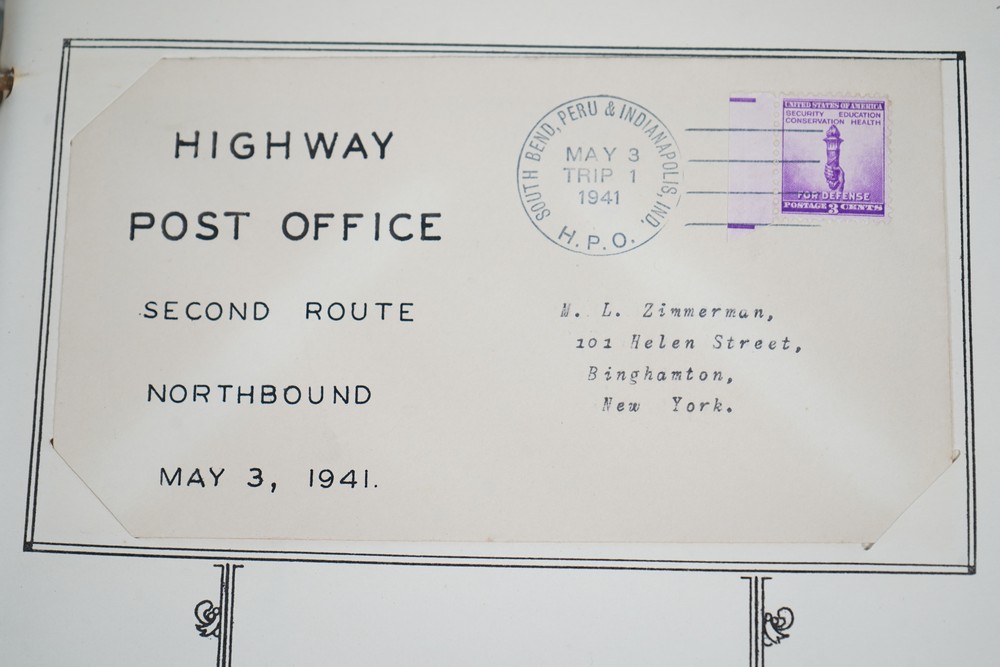 HIGHWAY
POST OFFICE
SECOND ROUTE
NORTHBOUND
MAY 3, 1941.
SOUTH BEND, PERU & INDIANAPOLIS, IND.
MAY 3
TRIP 1
1941
H.P.O.
UNITED STATES OF AMERICA
SECURITY EDUCATION
CONSERVATION HEALTH
FOR DEFENSE
POSTAGE 3 CENTS
M. L. Zimmerman,
101 Helen Street,
Binghamton,
New York.